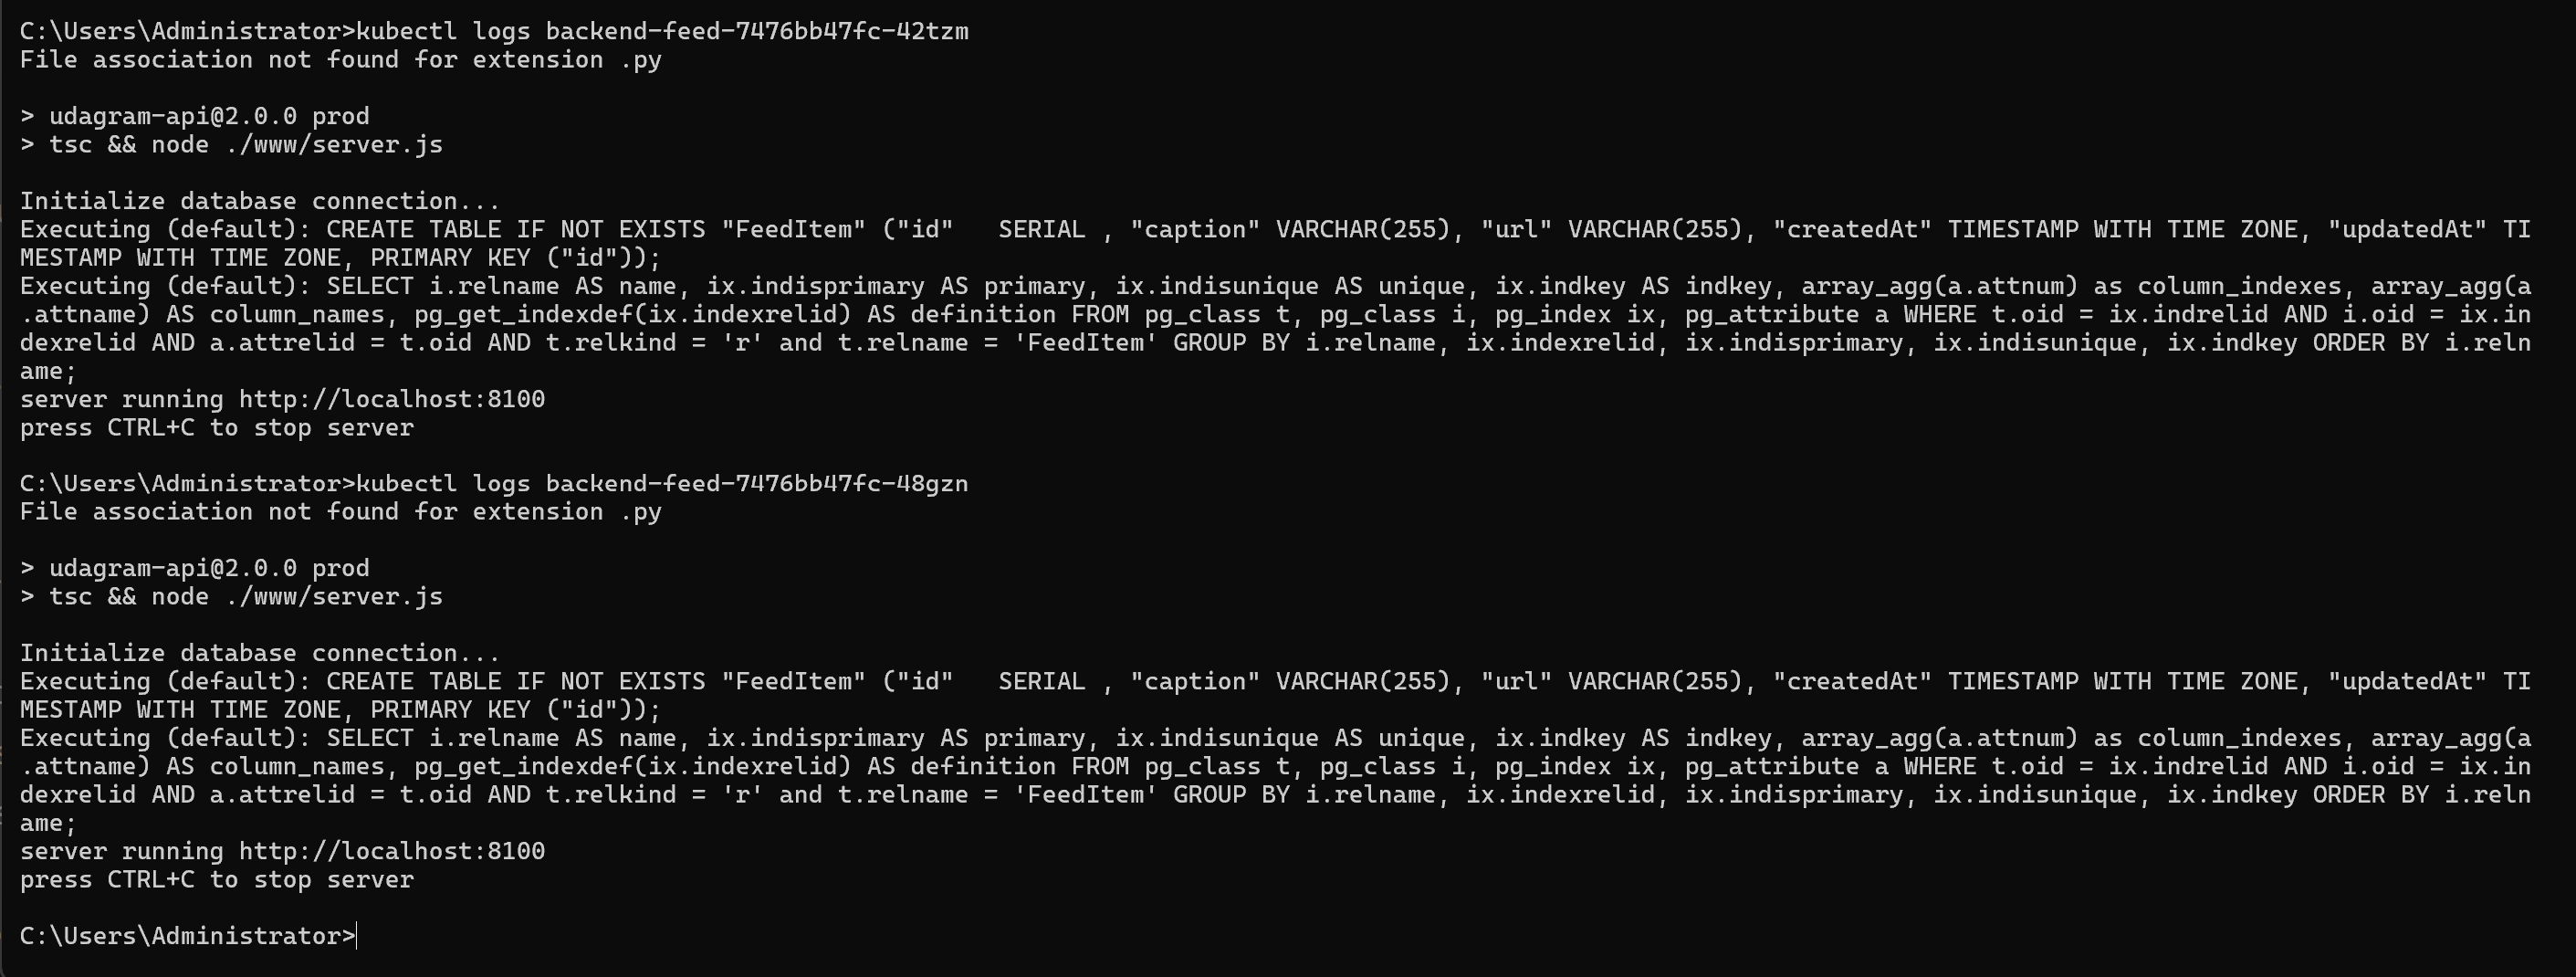 C:\Users\Administrator>kubectl logs backend-feed-7476bb47fc-42tzm
File association not found for extension .py
> udagram-api@2.0.0 prod
> tsc && node ./www/server.js
Initialize database connection...
Executing (default): CREATE TABLE IF NOT EXISTS "FeedItem" ("id"   SERIAL , "caption" VARCHAR(255), "url" VARCHAR(255), "createdAt" TIMESTAMP WITH TIME ZONE, "updatedAt" TI
MESTAMP WITH TIME ZONE, PRIMARY KEY ("id"));
Executing (default): SELECT i.relname AS name, ix.indisprimary AS primary, ix.indisunique AS unique, ix.indkey AS indkey, array_agg(a.attnum) as column_indexes, array_agg(a
.attname) AS column_names, pg_get_indexdef(ix.indexrelid) AS definition FROM pg_class t, pg_class i, pg_index ix, pg_attribute a WHERE t.oid = ix.indrelid AND i.oid = ix.in
dexrelid AND a.attrelid = t.oid AND t.relkind = 'r' and t.relname = 'FeedItem' GROUP BY i.relname, ix.indexrelid, ix.indisprimary, ix.indisunique, ix.indkey ORDER BY i.reln
ame;
server running http://localhost:8100
press CTRL+C to stop server
C:\Users\Administrator>kubectl logs backend-feed-7476bb47fc-48gzn
File association not found for extension .py
> udagram-api@2.0.0 prod
> tsc && node ./www/server.js
Initialize database connection...
Executing (default): CREATE TABLE IF NOT EXISTS "FeedItem" ("id"   SERIAL , "caption" VARCHAR(255), "url" VARCHAR(255), "createdAt" TIMESTAMP WITH TIME ZONE, "updatedAt" TI
MESTAMP WITH TIME ZONE, PRIMARY KEY ("id"));
Executing (default): SELECT i.relname AS name, ix.indisprimary AS primary, ix.indisunique AS unique, ix.indkey AS indkey, array_agg(a.attnum) as column_indexes, array_agg(a
.attname) AS column_names, pg_get_indexdef(ix.indexrelid) AS definition FROM pg_class t, pg_class i, pg_index ix, pg_attribute a WHERE t.oid = ix.indrelid AND i.oid = ix.in
dexrelid AND a.attrelid = t.oid AND t.relkind = 'r' and t.relname = 'FeedItem' GROUP BY i.relname, ix.indexrelid, ix.indisprimary, ix.indisunique, ix.indkey ORDER BY i.reln
ame;
server running http://localhost:8100
press CTRL+C to stop server
C:\Users\Administrator>